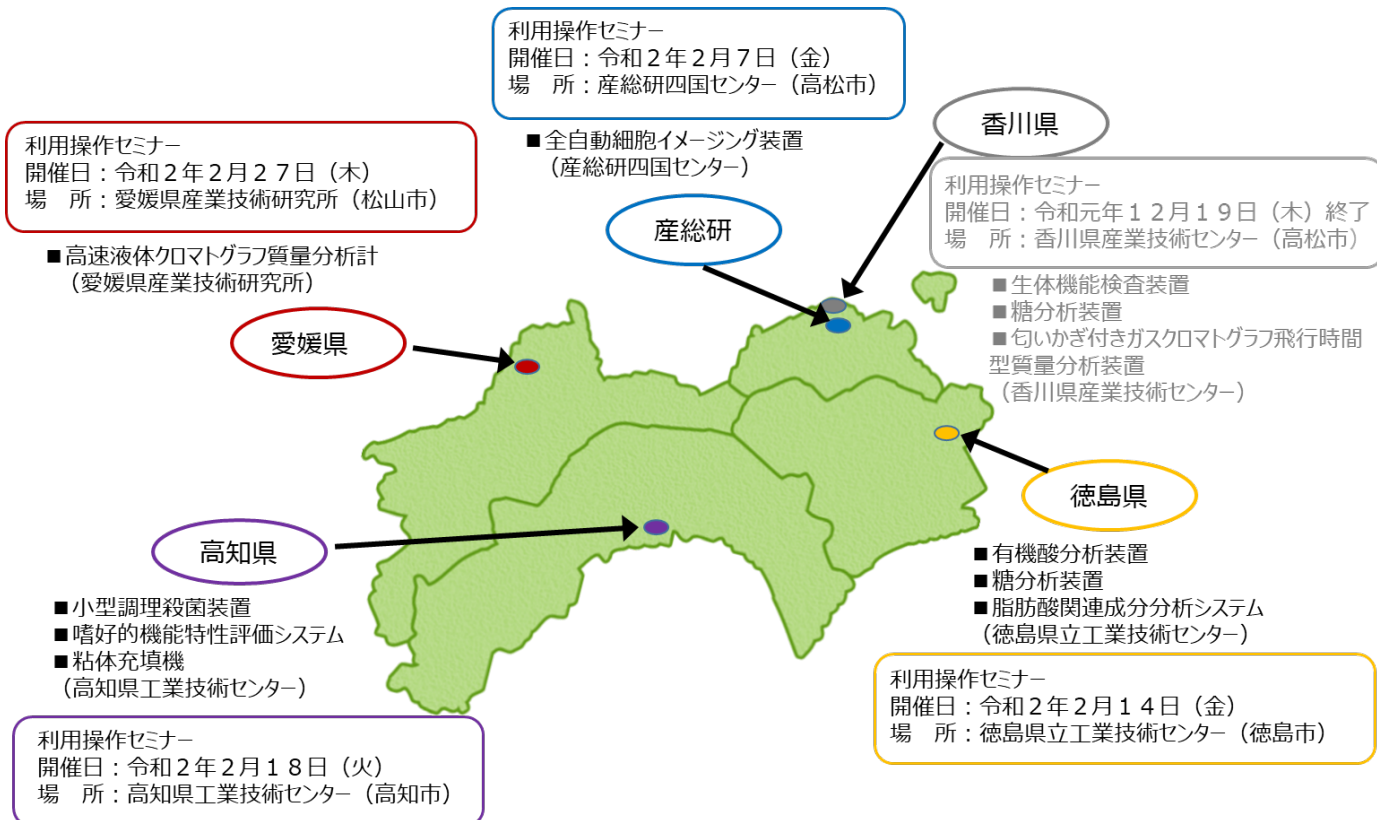 利用操作セミナー
開催日：令和２年２月７日（金）
場　所：産総研四国センター（高松市）
■全自動細胞イメージング装置
（産総研四国センター）
産総研
香川県
利用操作セミナー
開催日：令和元年１２月１９日（木）終了
場　所：香川県産業技術センター（高松市）
■生体機能検査装置
■糖分析装置
■匂いかぎ付きガスクロマトグラフ飛行時間
型質量分析装置
（香川県産業技術センター）
利用操作セミナー
開催日：令和２年２月２７日（木）
場　所：愛媛県産業技術研究所（松山市）
■高速液体クロマトグラフ質量分析計
（愛媛県産業技術研究所）
愛媛県
徳島県
■有機酸分析装置
■糖分析装置
■脂肪酸関連成分分析システム
（徳島県立工業技術センター）
利用操作セミナー
開催日：令和２年２月１４日（金）
場　所：徳島県立工業技術センター（徳島市）
高知県
■小型調理殺菌装置
■嗜好的機能特性評価システム
■粘体充填機
（高知県工業技術センター）
利用操作セミナー
開催日：令和２年２月１８日（火）
場　所：高知県工業技術センター（高知市）